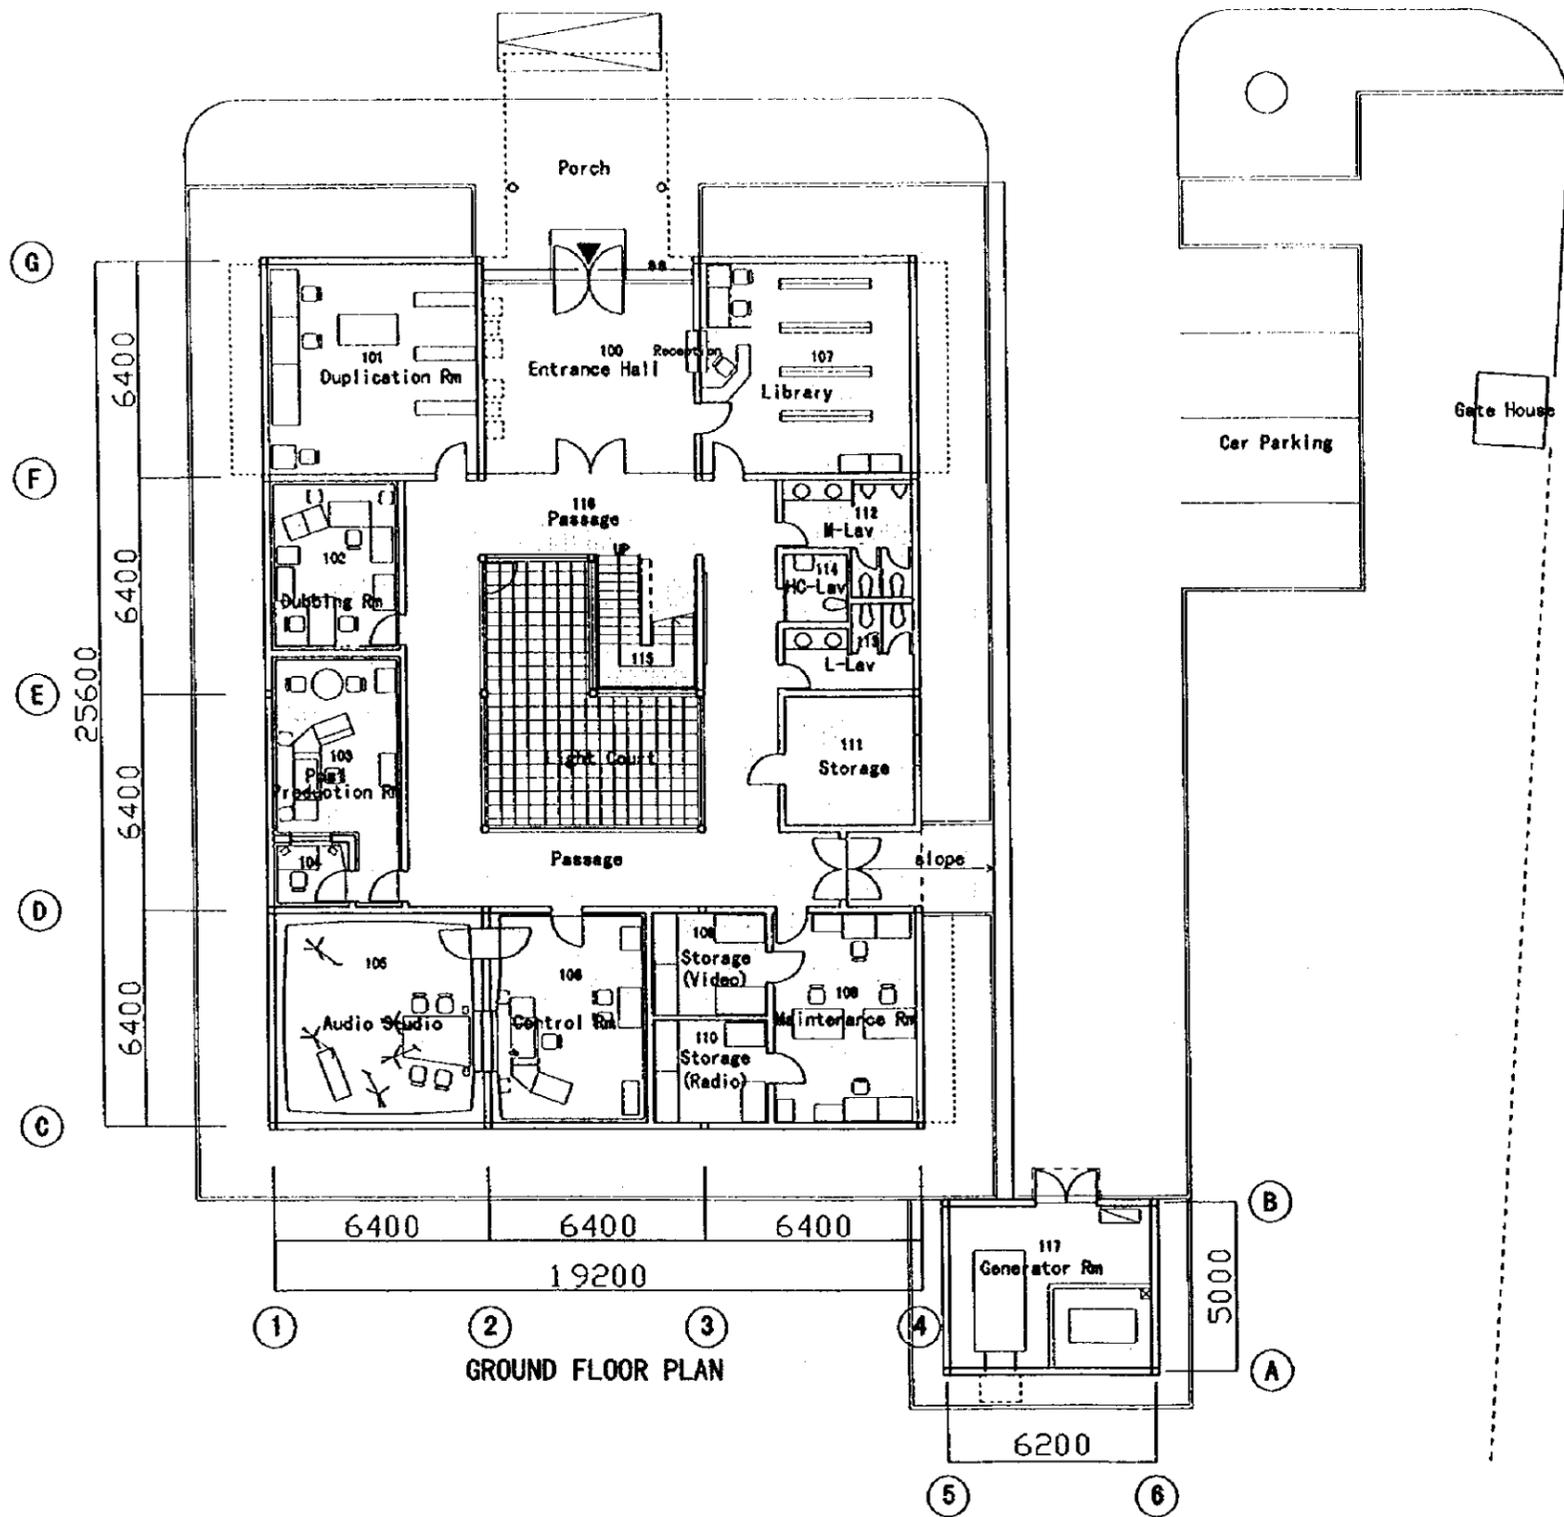 Porch
G
6400
100
Reception
101
Duplication Rm
Entrance Hall
107
Library
Gate House
Car Parking
F
116
Passage
112
M-Lav
UP
102
Dubbing Rm
114
HC-Lav
6400
113
L-Lav
115
E
25600
103
Post
Production Rm
Light Court
111
Storage
6400
104
Passage
slope
D
105
Audio Studio
106
Control Rm
Storage
(Video)
Maintenance Rm
110
Storage
(Radio)
6400
C
6400
6400
6400
19200
B
117
Generator Rm
5000
1
2
3
4
GROUND FLOOR PLAN
A
6200
5
6